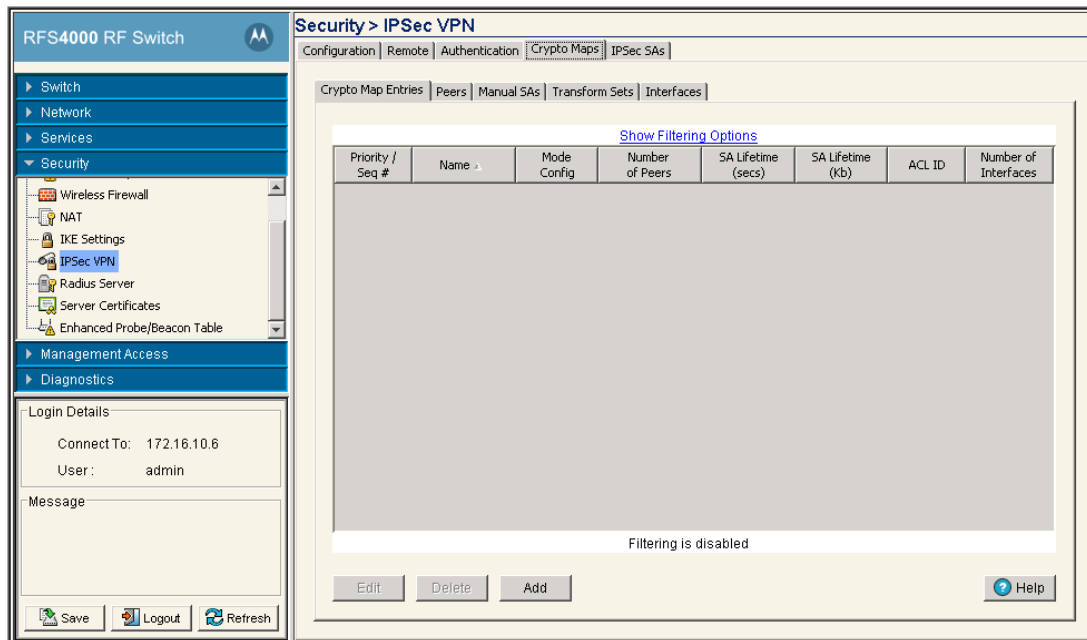 RFS4000 RF Switch
Switch
Network
Services
Security
Wireless Firewall
NAT
IKE Settings
IPSec VPN
Radius Server
Server Certificates
Enhanced Probe/Beacon Table
Management Access
Diagnostics
Login Details
Connect To: 172.16.10.6
User : admin
Message
Save Logout Refresh
Security > IPSec VPN
Configuration Remote Authentication Crypto Maps IPSec SAs
Crypto Map Entries Peers Manual SAs Transform Sets Interfaces
Show Filtering Options
Priority / Seq # Name Mode Config Number of Peers SA Lifetime (secs) SA Lifetime (Kb) ACL ID Number of Interfaces
Filtering is disabled
Edit Delete Add Help